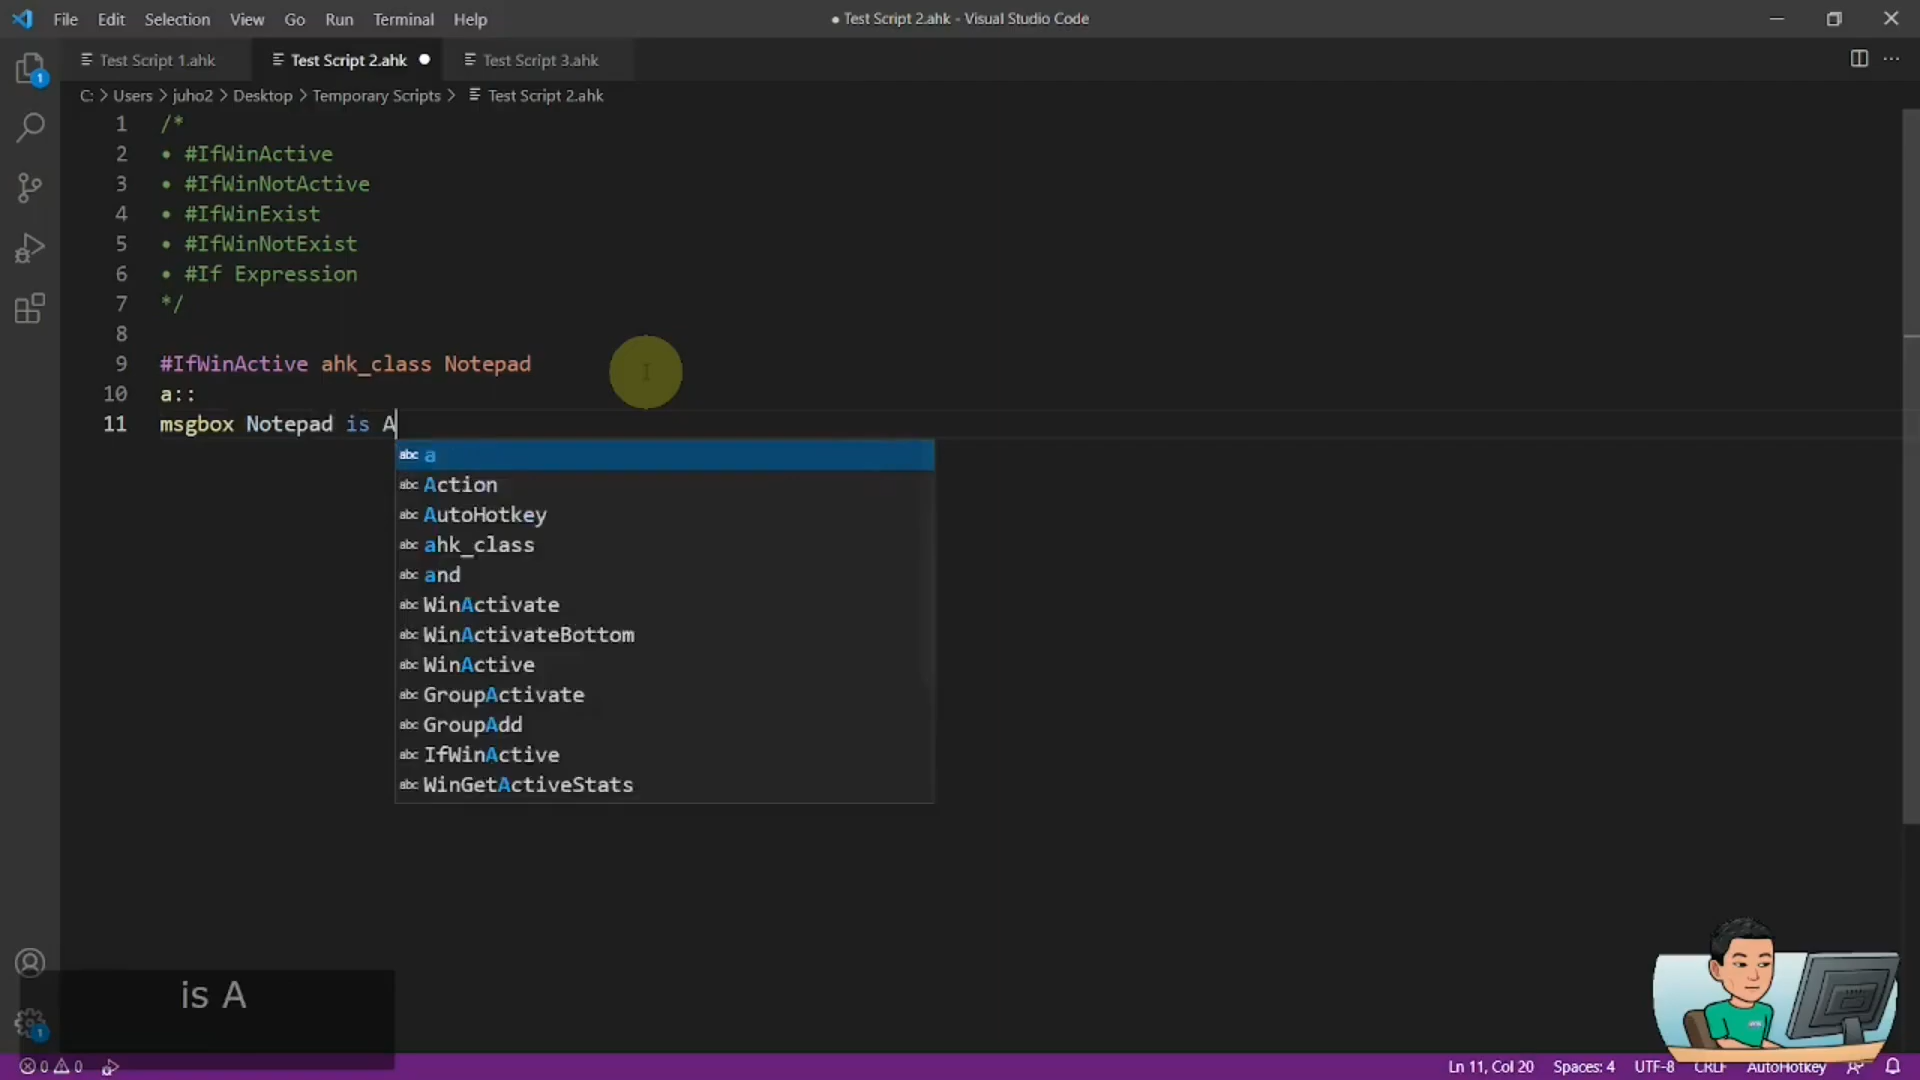 File Edit Selection View Go Run Terminal Help
● Test Script 2.ahk - Visual Studio Code
Test Script 1.ahk
Test Script 2.ahk
Test Script 3.ahk
C: > Users > juho2 > Desktop > Temporary Scripts > Test Script 2.ahk
1 /*
2 • #IfWinActive
3 • #IfWinNotActive
4 • #IfWinExist
5 • #IfWinNotExist
6 • #If Expression
7 */
8
9 #IfWinActive ahk_class Notepad
10 a::
11 msgbox Notepad is A
abc a
abc Action
abc AutoHotkey
abc ahk_class
abc and
abc WinActivate
abc WinActivateBottom
abc WinActive
abc GroupActivate
abc GroupAdd
abc IfWinActive
abc WinGetActiveStats
1
is A
1
0 0
Ln 11, Col 20 Spaces: 4 UTF-8 CRLF AutoHotkey